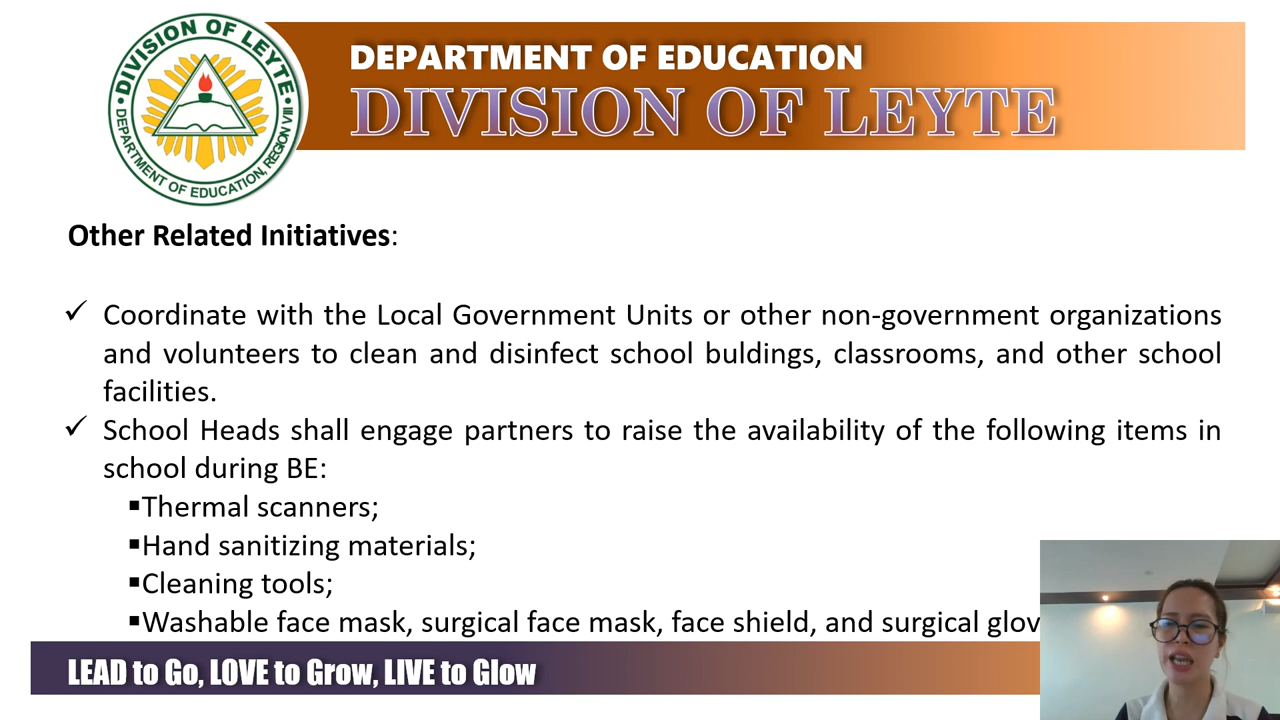 DIVISION OF LEYTE
DEPARTMENT OF EDUCATION, REGION VIII
DEPARTMENT OF EDUCATION
DIVISION OF LEYTE
Other Related Initiatives:
✓ Coordinate with the Local Government Units or other non-government organizations
and volunteers to clean and disinfect school buldings, classrooms, and other school
facilities.
✓ School Heads shall engage partners to raise the availability of the following items in
school during BE:
▪Thermal scanners;
▪Hand sanitizing materials;
▪Cleaning tools;
▪Washable face mask, surgical face mask, face shield, and surgical
LEAD to Go, LOVE to Grow, LIVE to Glow